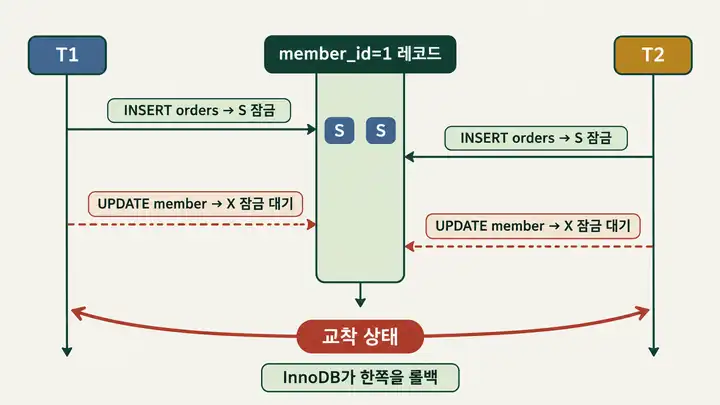 T1
member_id=1 레코드
T2
INSERT orders → S 잠금
S
S
INSERT orders → S 잠금
UPDATE member → X 잠금 대기
UPDATE member → X 잠금 대기
교착 상태
InnoDB가 한쪽을 롤백